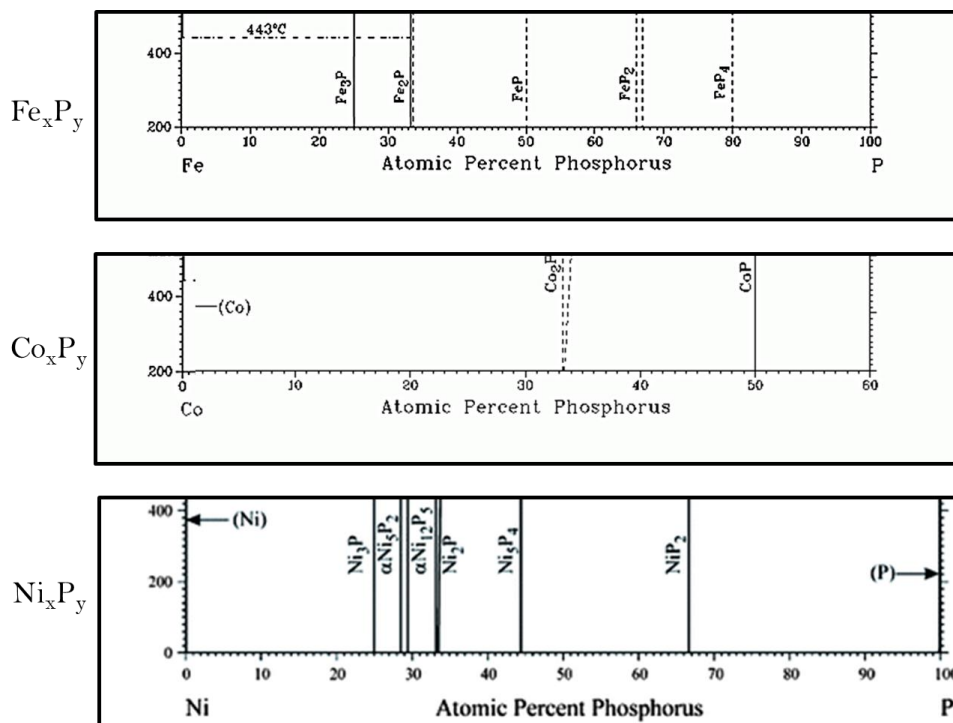 FeₓPᵧ
443°C
400
200
Fe₃P
Fe₂P
FeP
FeP₂
FeP₄
0 10 20 30 40 50 60 70 80 90 100
Fe Atomic Percent Phosphorus P
CoₓPᵧ
400
200
(Co)
Co₂P
CoP
0 10 20 30 40 50 60
Co Atomic Percent Phosphorus
NiₓPᵧ
400
200
0
(Ni)
Ni₃P
αNi₅P₂
αNi₁₂P₅
Ni₂P
Ni₅P₄
NiP₂
(P)
0 10 20 30 40 50 60 70 80 90 100
Ni Atomic Percent Phosphorus P